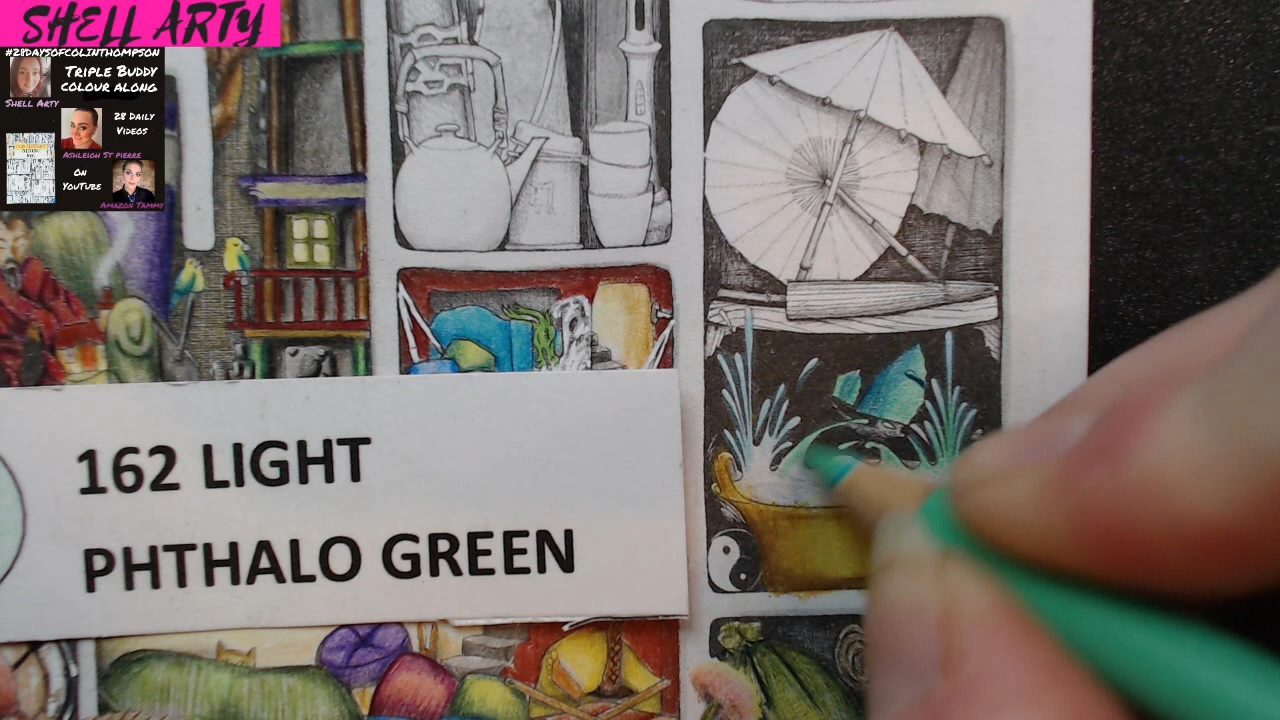 SHELL ARTY
#28DAYSOFCOLINTHOMPSON
TRIPLE BUDDY
COLOUR ALONG
SHELL ARTY
28 DAILY
VIDEOS
ASHLEIGH ST PIERRE
ON
YOUTUBE
AMAZON TAMMY
162 LIGHT
PHTHALO GREEN